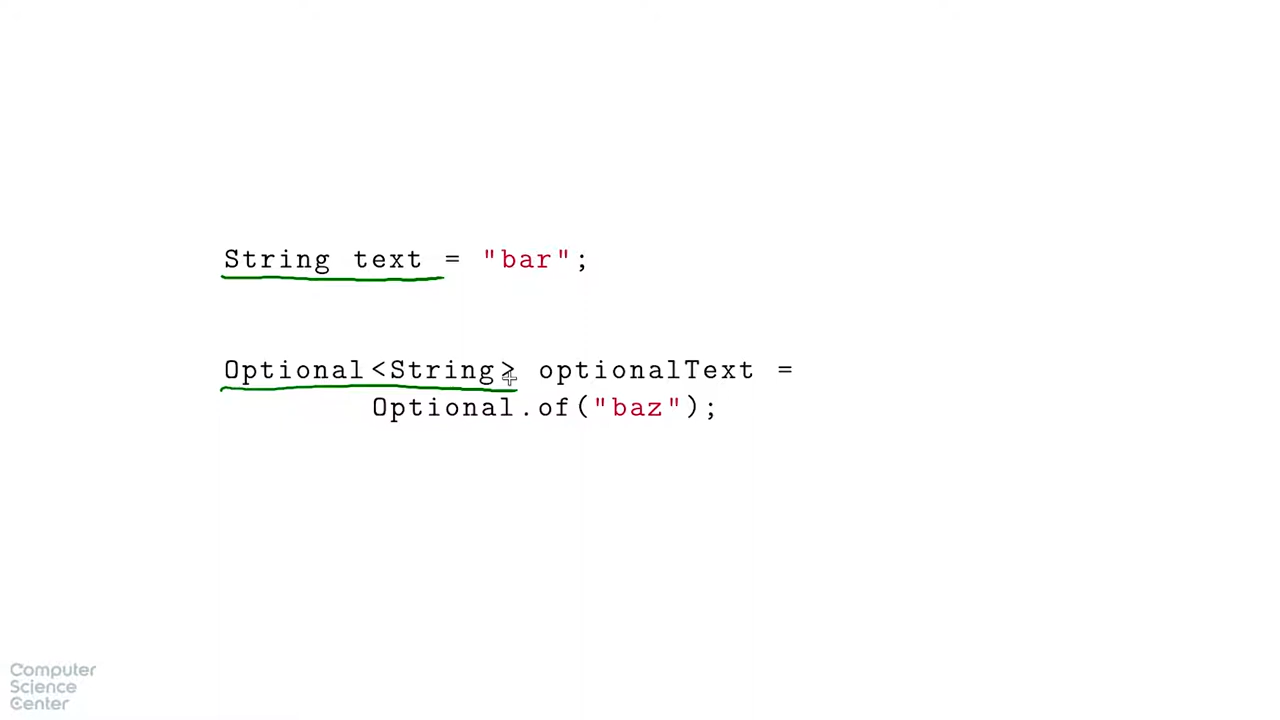 String text = "bar";
Optional<String> optionalText =
Optional.of("baz");
Computer
Science
Center